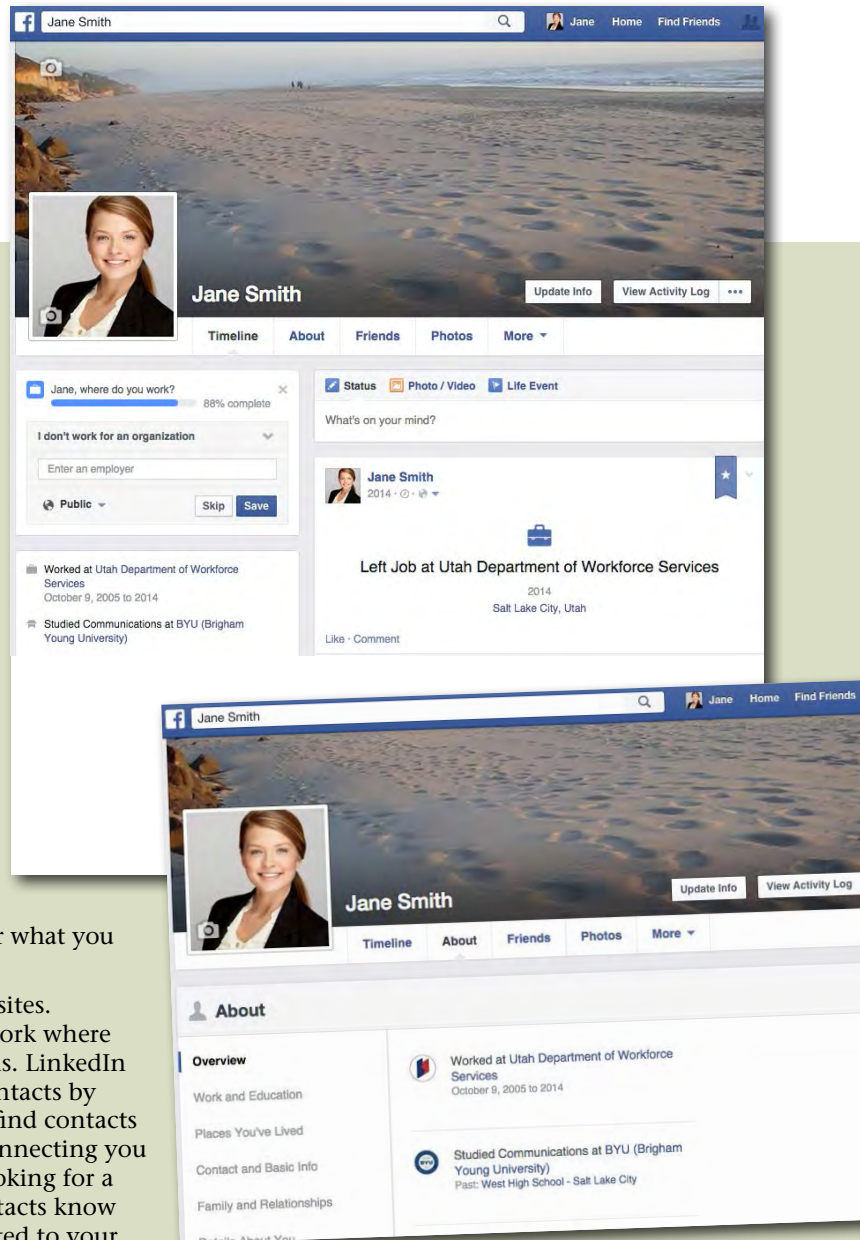 Jane Smith
Jane Home Find Friends
Jane Smith
Update Info View Activity Log
Timeline About Friends Photos More
Jane, where do you work?
88% complete
I don't work for an organization
Enter an employer
Public Skip Save
Worked at Utah Department of Workforce
Services
October 9, 2005 to 2014
Studied Communications at BYU (Brigham
Young University)
Status Photo / Video Life Event
What's on your mind?
Jane Smith
2014
Left Job at Utah Department of Workforce Services
2014
Salt Lake City, Utah
Like · Comment
Jane Smith
Jane Home Find Friends
Jane Smith
Update Info View Activity Log
Timeline About Friends Photos More
About
Overview
Work and Education
Places You've Lived
Contact and Basic Info
Family and Relationships
Details About You
Worked at Utah Department of Workforce
Services
October 9, 2005 to 2014
Studied Communications at BYU (Brigham
Young University)
Past: West High School - Salt Lake City
what you
sites.
where
LinkedIn
by
find contacts
you
for a
know
to your